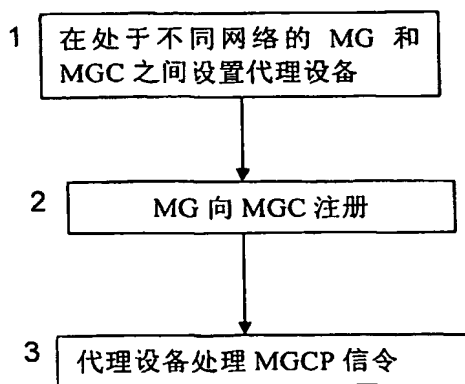 1
在处于不同网络的 MG 和
MGC 之间设置代理设备
2
MG 向 MGC 注册
3
代理设备处理 MGCP 信令